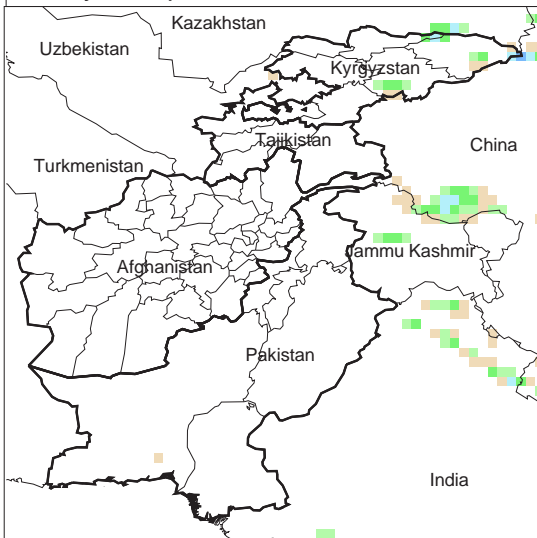 Kazakhstan
Uzbekistan
Kyrgyzstan
Tajikistan
China
Turkmenistan
Jammu Kashmir
Afghanistan
Pakistan
India